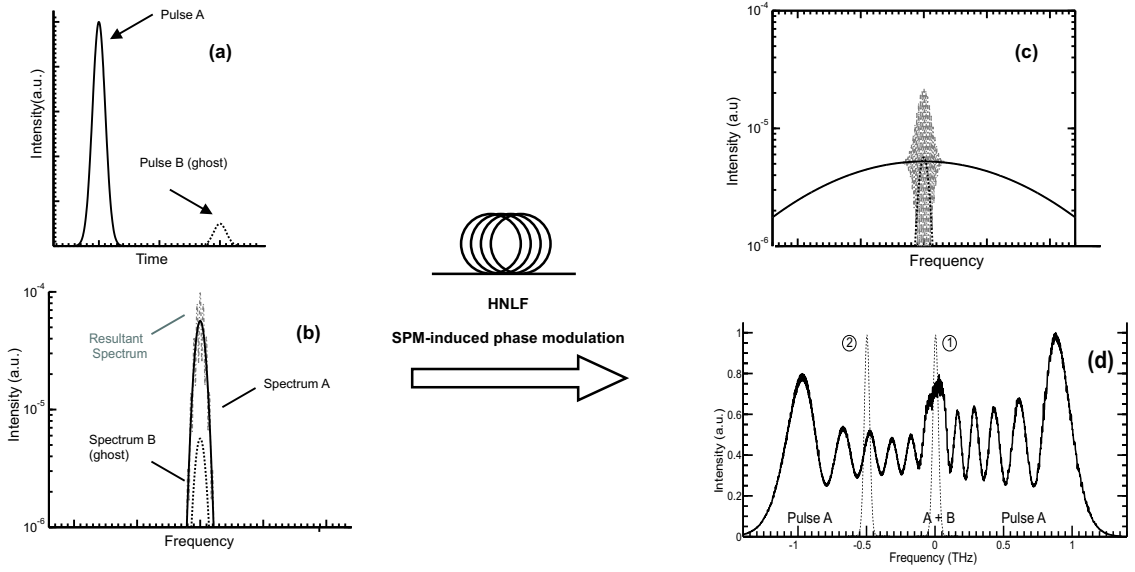 Pulse A
(a)
Intensity(a.u.)
Pulse B (ghost)
Time
10-4
(b)
Resultant
Spectrum
Spectrum A
Intensity (a.u.)
10-5
Spectrum B
(ghost)
10-6
Frequency
HNLF
SPM-induced phase modulation
10-4
(c)
Intensity (a.u)
10-5
10-6
Frequency
1
② ①
(d)
0.8
0.6
Intensity (a.u.)
0.4
0.2
Pulse A A + B Pulse A
0
-1 -0.5 0 0.5 1
Frequency (THz)